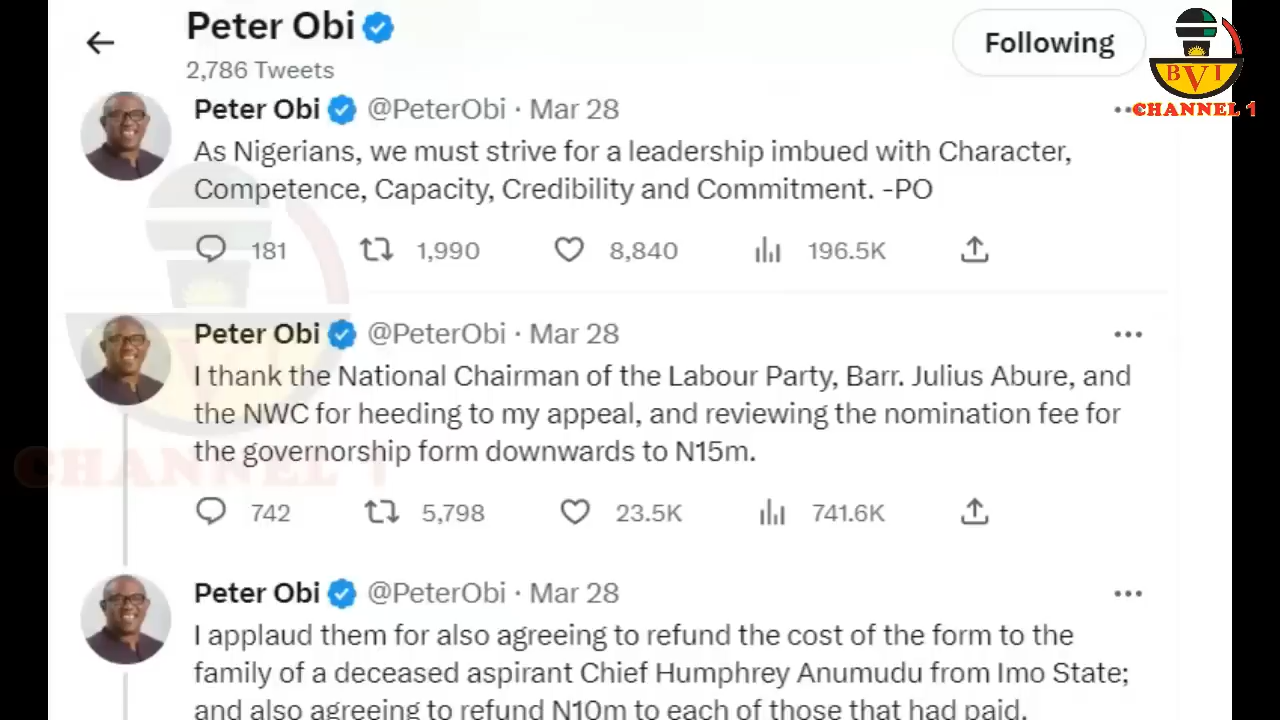 Peter Obi
2,786 Tweets
Following
BVI
CHANNEL 1
Peter Obi @PeterObi · Mar 28
As Nigerians, we must strive for a leadership imbued with Character,
Competence, Capacity, Credibility and Commitment. -PO
181 1,990 8,840 196.5K
Peter Obi @PeterObi · Mar 28
I thank the National Chairman of the Labour Party, Barr. Julius Abure, and
the NWC for heeding to my appeal, and reviewing the nomination fee for
the governorship form downwards to N15m.
VI
CHANNEL 1
742 5,798 23.5K 741.6K
Peter Obi @PeterObi · Mar 28
I applaud them for also agreeing to refund the cost of the form to the
family of a deceased aspirant Chief Humphrey Anumudu from Imo State;
and also agreeing to refund N10m to each of those that had paid.